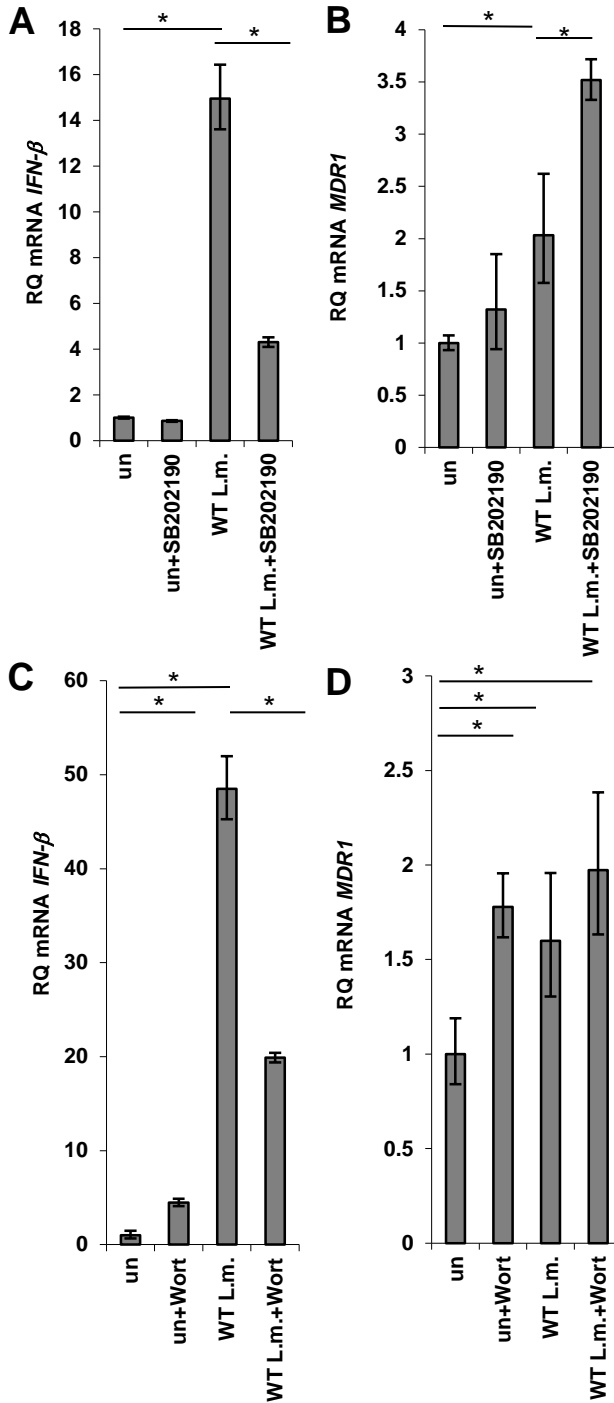 A
RQ mRNA IFN-β
18
16
14
12
10
8
6
4
2
0
*
*
un
un+SB202190
WT L.m.
WT L.m.+SB202190
B
RQ mRNA MDR1
4
3.5
3
2.5
2
1.5
1
0.5
0
*
*
un
un+SB202190
WT L.m.
WT L.m.+SB202190
C
RQ mRNA IFN-β
60
50
40
30
20
10
0
*
*
*
un
un+Wort
WT L.m.
WT L.m.+Wort
D
RQ mRNA MDR1
3
2.5
2
1.5
1
0.5
0
*
*
*
un
un+Wort
WT L.m.
WT L.m.+Wort